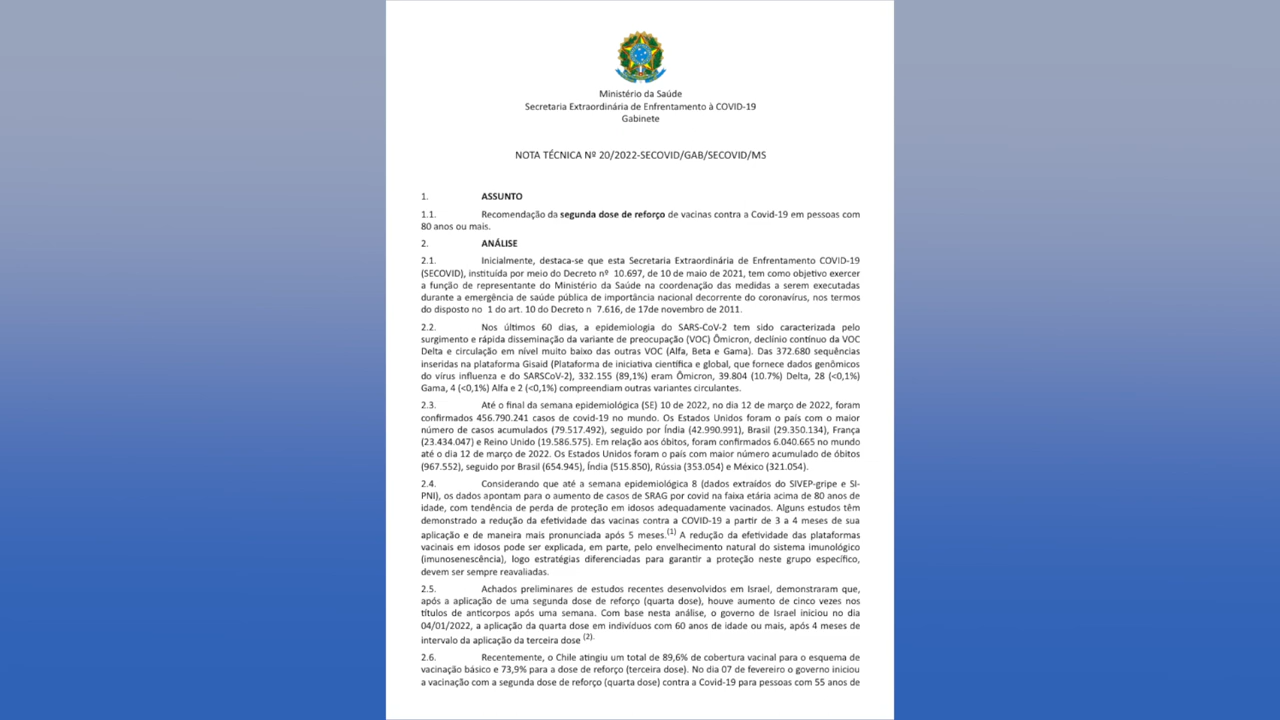 Ministério da Saúde
Secretaria Extraordinária de Enfrentamento à COVID-19
Gabinete
NOTA TÉCNICA Nº 20/2022-SECOVID/GAB/SECOVID/MS
1. ASSUNTO
1.1. Recomendação da segunda dose de reforço de vacinas contra a Covid-19 em pessoas com
80 anos ou mais.
2. ANÁLISE
2.1. Inicialmente, destaca-se que esta Secretaria Extraordinária de Enfrentamento COVID-19
(SECOVID), instituída por meio do Decreto nº 10.697, de 10 de maio de 2021, tem como objetivo exercer
a função de representante do Ministério da Saúde na coordenação das medidas a serem executadas
durante a emergência de saúde pública de importância nacional decorrente do coronavírus, nos termos
do disposto no 1 do art. 10 do Decreto n 7.616, de 17de novembro de 2011.
2.2. Nos últimos 60 dias, a epidemiologia do SARS-CoV-2 tem sido caracterizada pelo
surgimento e rápida disseminação da variante de preocupação (VOC) Ômicron, declínio contínuo da VOC
Delta e circulação em nível muito baixo das outras VOC (Alfa, Beta e Gama). Das 372.680 sequências
inseridas na plataforma Gisaid (Plataforma de iniciativa científica e global, que fornece dados genômicos
do vírus influenza e do SARSCoV-2), 332.155 (89,1%) eram Ômicron, 39.804 (10.7%) Delta, 28 (<0,1%)
Gama, 4 (<0,1%) Alfa e 2 (<0,1%) compreendiam outras variantes circulantes.
2.3. Até o final da semana epidemiológica (SE) 10 de 2022, no dia 12 de março de 2022, foram
confirmados 456.790.241 casos de covid-19 no mundo. Os Estados Unidos foram o país com o maior
número de casos acumulados (79.517.492), seguido por Índia (42.990.991), Brasil (29.350.134), França
(23.434.047) e Reino Unido (19.586.575). Em relação aos óbitos, foram confirmados 6.040.665 no mundo
até o dia 12 de março de 2022. Os Estados Unidos foram o país com maior número acumulado de óbitos
(967.552), seguido por Brasil (654.945), Índia (515.850), Rússia (353.054) e México (321.054).
2.4. Considerando que até a semana epidemiológica 8 (dados extraídos do SIVEP-gripe e SI-
PNI), os dados apontam para o aumento de casos de SRAG por covid na faixa etária acima de 80 anos de
idade, com tendência de perda de proteção em idosos adequadamente vacinados. Alguns estudos têm
demonstrado a redução da efetividade das vacinas contra a COVID-19 a partir de 3 a 4 meses de sua
aplicação e de maneira mais pronunciada após 5 meses.(1) A redução da efetividade das plataformas
vacinais em idosos pode ser explicada, em parte, pelo envelhecimento natural do sistema imunológico
(imunosenescência), logo estratégias diferenciadas para garantir a proteção neste grupo específico,
devem ser sempre reavaliadas.
2.5. Achados preliminares de estudos recentes desenvolvidos em Israel, demonstraram que,
após a aplicação de uma segunda dose de reforço (quarta dose), houve aumento de cinco vezes nos
títulos de anticorpos após uma semana. Com base nesta análise, o governo de Israel iniciou no dia
04/01/2022, a aplicação da quarta dose em indivíduos com 60 anos de idade ou mais, após 4 meses de
intervalo da aplicação da terceira dose (2).
2.6. Recentemente, o Chile atingiu um total de 89,6% de cobertura vacinal para o esquema de
vacinação básico e 73,9% para a dose de reforço (terceira dose). No dia 07 de fevereiro o governo iniciou
a vacinação com a segunda dose de reforço (quarta dose) contra a Covid-19 para pessoas com 55 anos de